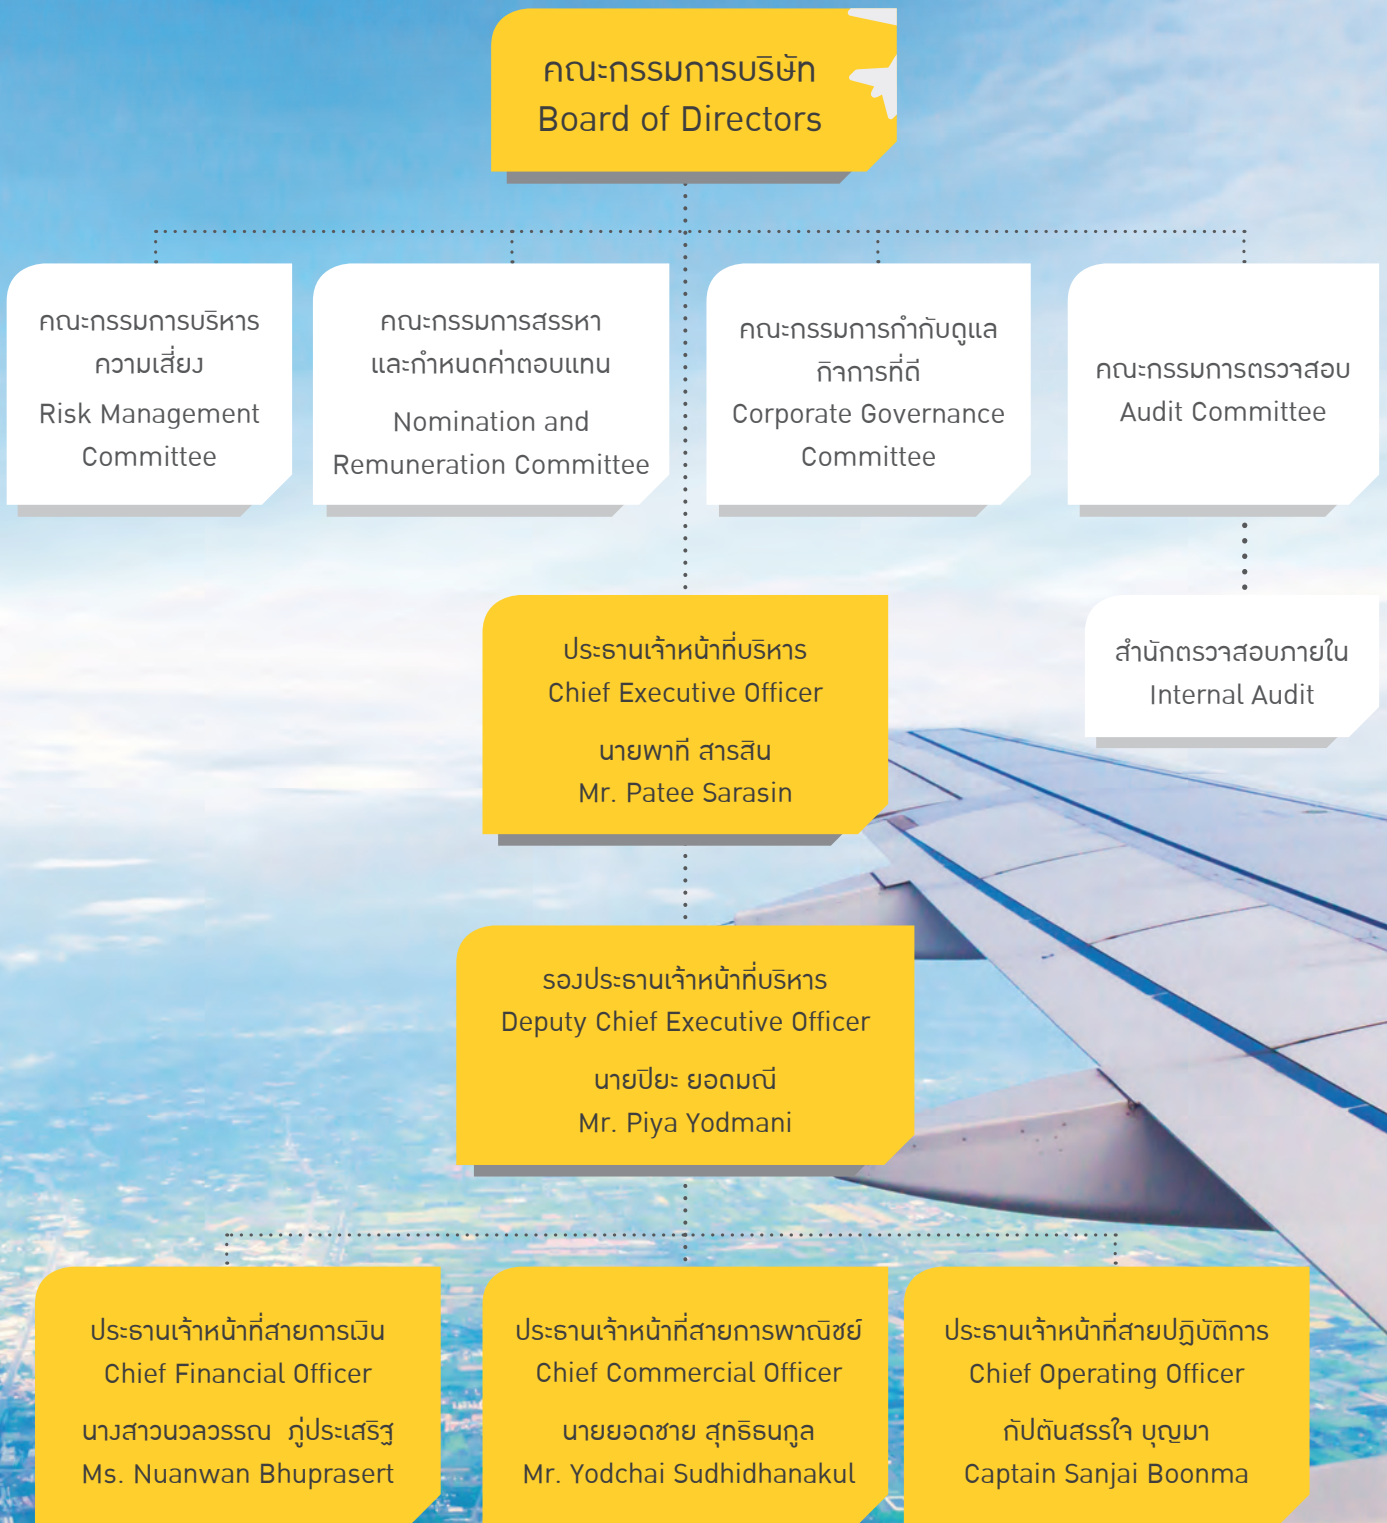 คณะกรรมการบริษัท
Board of Directors
คณะกรรมการบริหาร
ความเสี่ยง
Risk Management
Committee
คณะกรรมการสรรหา
และกำหนดค่าตอบแทน
Nomination and
Remuneration Committee
คณะกรรมการกำกับดูแล
กิจการที่ดี
Corporate Governance
Committee
คณะกรรมการตรวจสอบ
Audit Committee
ประธานเจ้าหน้าที่บริหาร
Chief Executive Officer
นายพาที สารสิน
Mr. Patee Sarasin
สำนักตรวจสอบภายใน
Internal Audit
รองประธานเจ้าหน้าที่บริหาร
Deputy Chief Executive Officer
นายปิยะ ยอดมณี
Mr. Piya Yodmani
ประธานเจ้าหน้าที่สายการเงิน
Chief Financial Officer
นางสาวนวลวรรณ ภู่ประเสริฐ
Ms. Nuanwan Bhuprasert
ประธานเจ้าหน้าที่สายการพาณิชย์
Chief Commercial Officer
นายยอดชาย สุทธิธนกูล
Mr. Yodchai Sudhidhanakul
ประธานเจ้าหน้าที่สายปฏิบัติการ
Chief Operating Officer
กัปตันสรรใจ บุญมา
Captain Sanjai Boonma